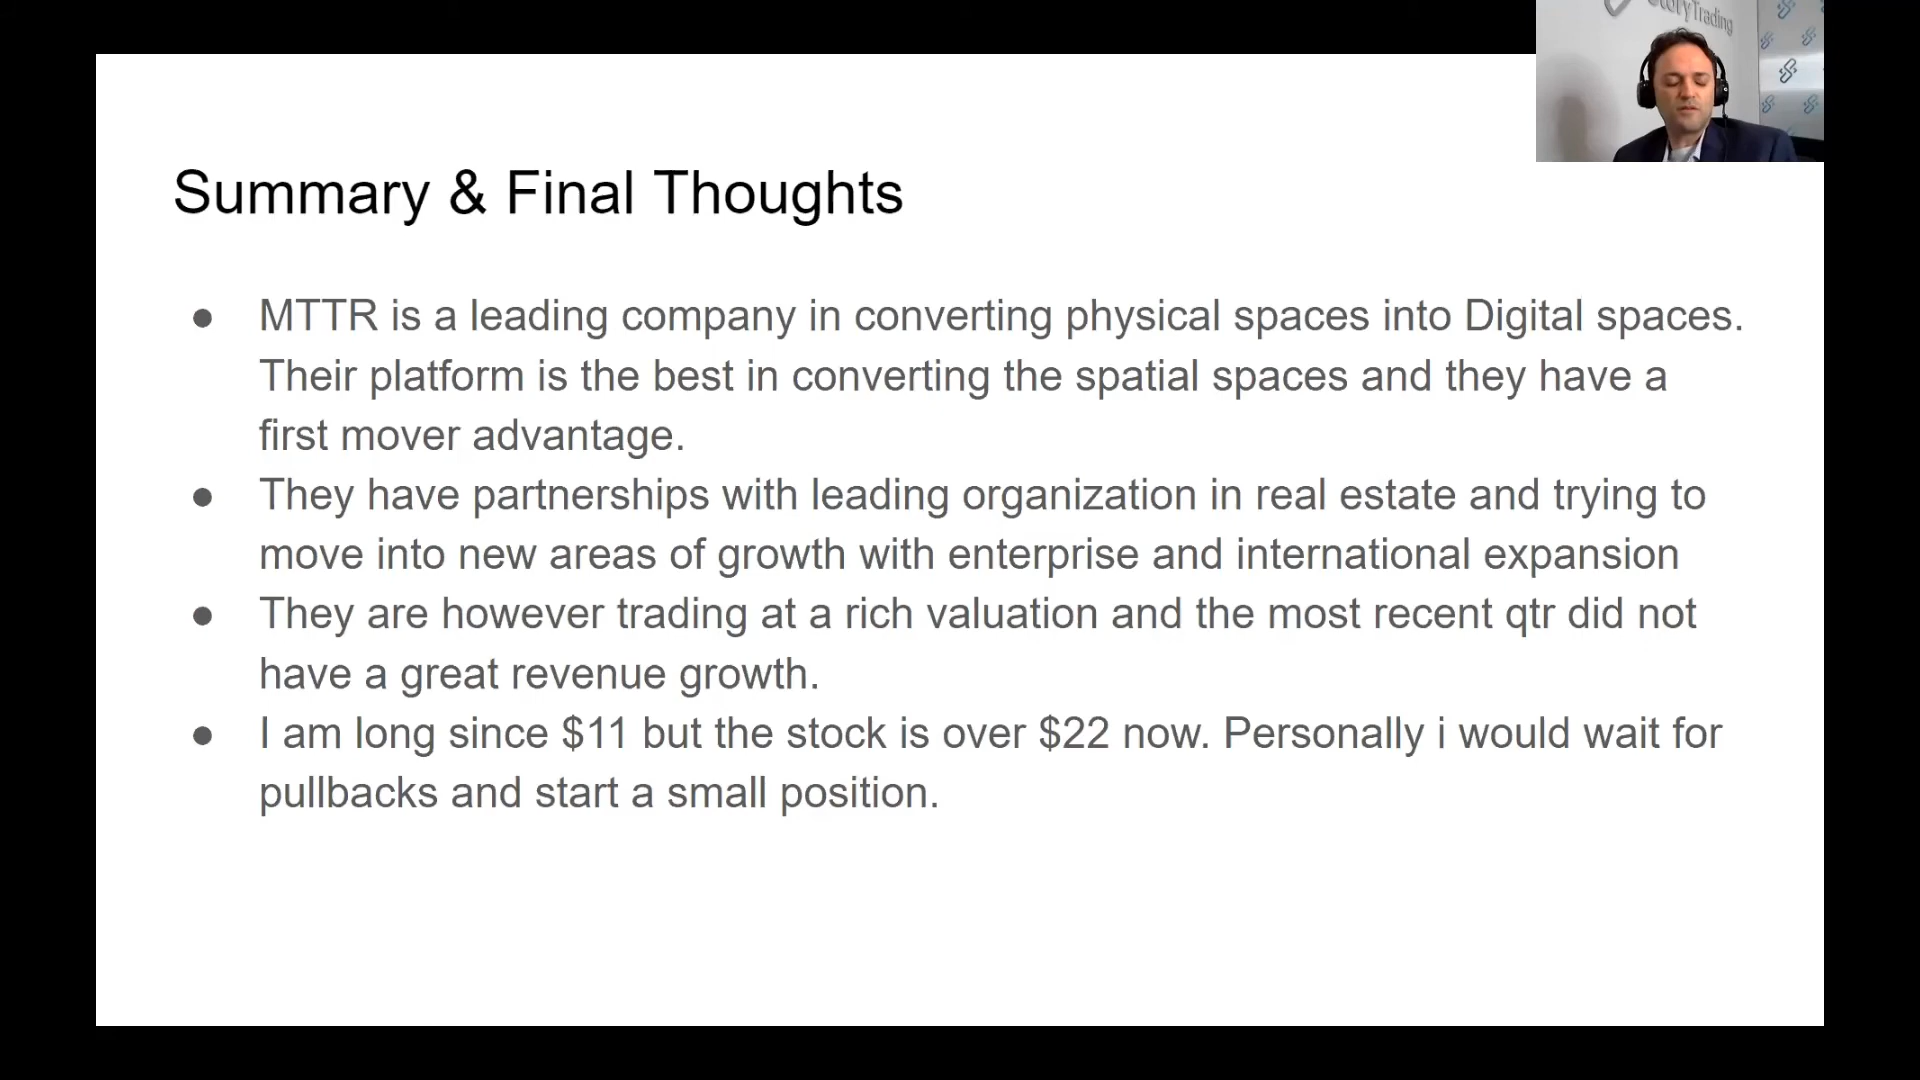 StoryTrading
Summary & Final Thoughts
● MTTR is a leading company in converting physical spaces into Digital spaces.
Their platform is the best in converting the spatial spaces and they have a
first mover advantage.
● They have partnerships with leading organization in real estate and trying to
move into new areas of growth with enterprise and international expansion
● They are however trading at a rich valuation and the most recent qtr did not
have a great revenue growth.
● I am long since $11 but the stock is over $22 now. Personally i would wait for
pullbacks and start a small position.